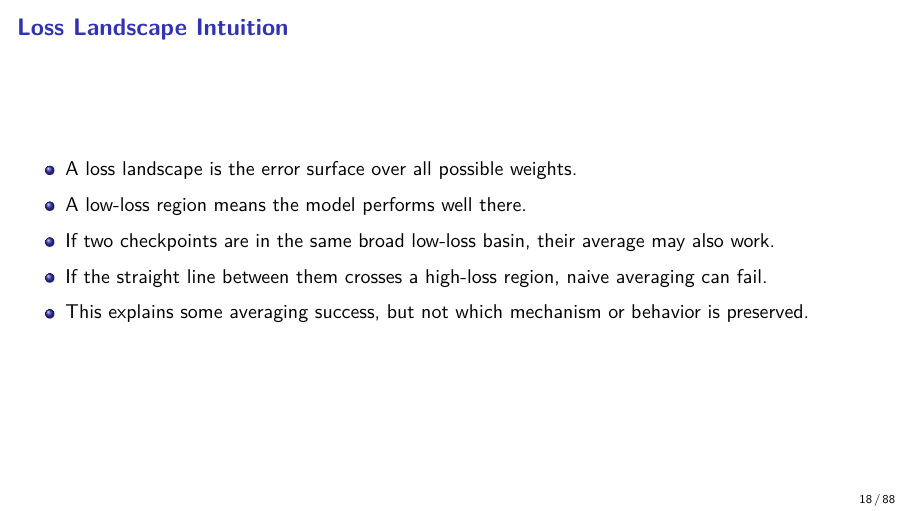 Loss Landscape Intuition
A loss landscape is the error surface over all possible weights.
A low-loss region means the model performs well there.
If two checkpoints are in the same broad low-loss basin, their average may also work.
If the straight line between them crosses a high-loss region, naive averaging can fail.
This explains some averaging success, but not which mechanism or behavior is preserved.
18 / 88